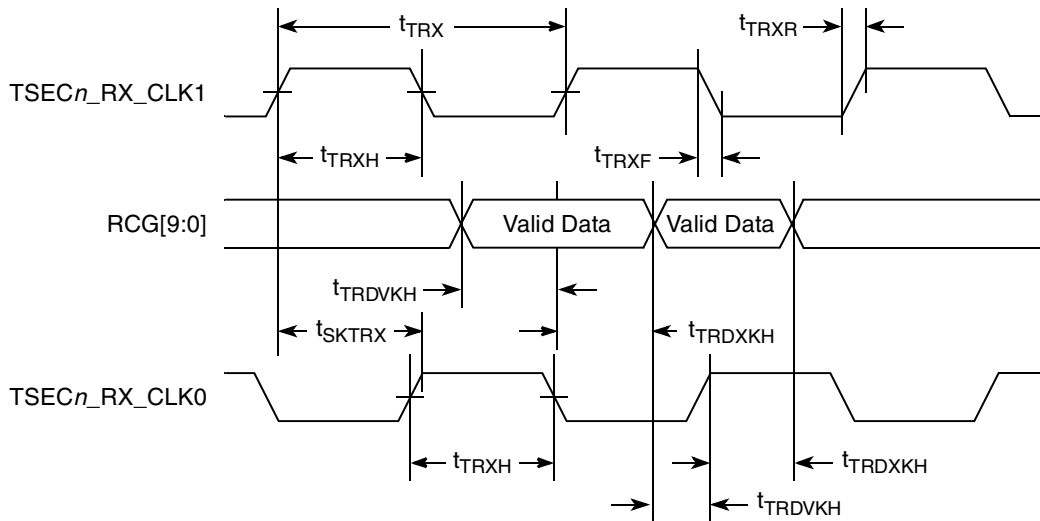 tTRX
tTRXR
TSECn_RX_CLK1
tTRXH
tTRXF
RCG[9:0]
Valid Data
Valid Data
tTRDVKH
tSKTRX
tTRDXKH
TSECn_RX_CLK0
tTRXH
tTRDXKH
tTRDVKH